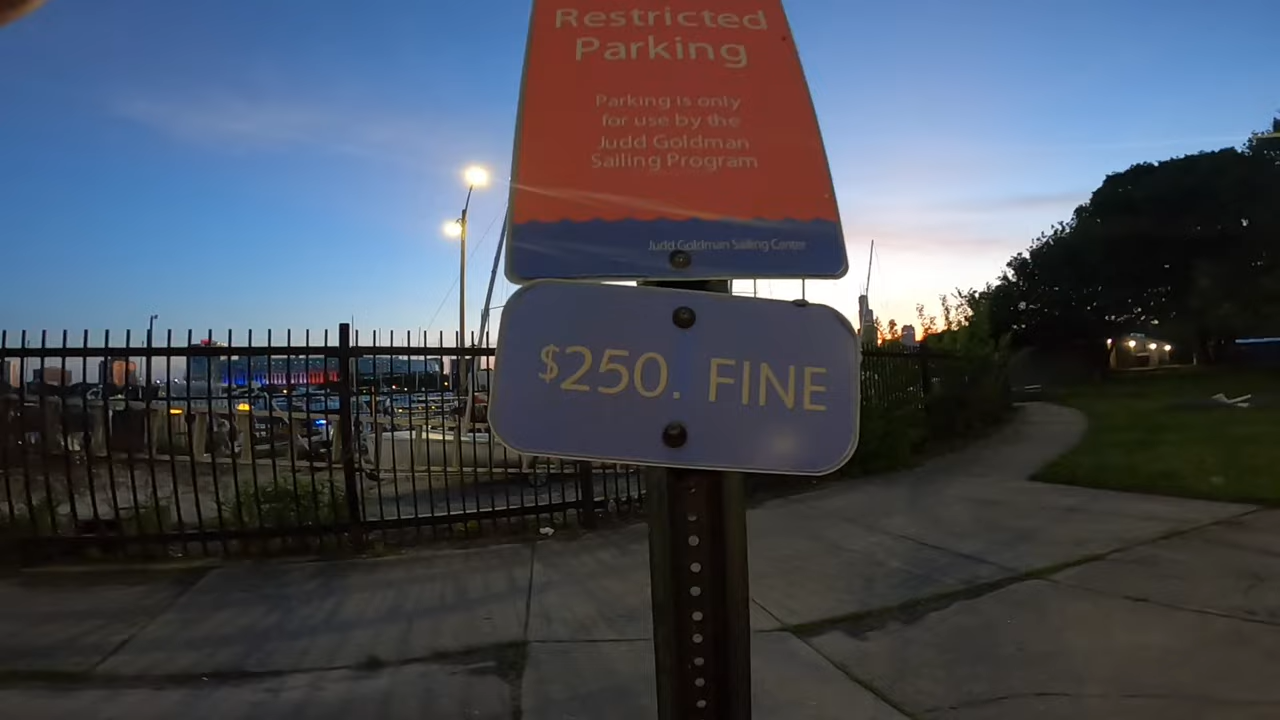 Restricted
Parking
Parking is only
for use by the
Judd Goldman
Sailing Program
Judd Goldman Sailing Center
$250. FINE